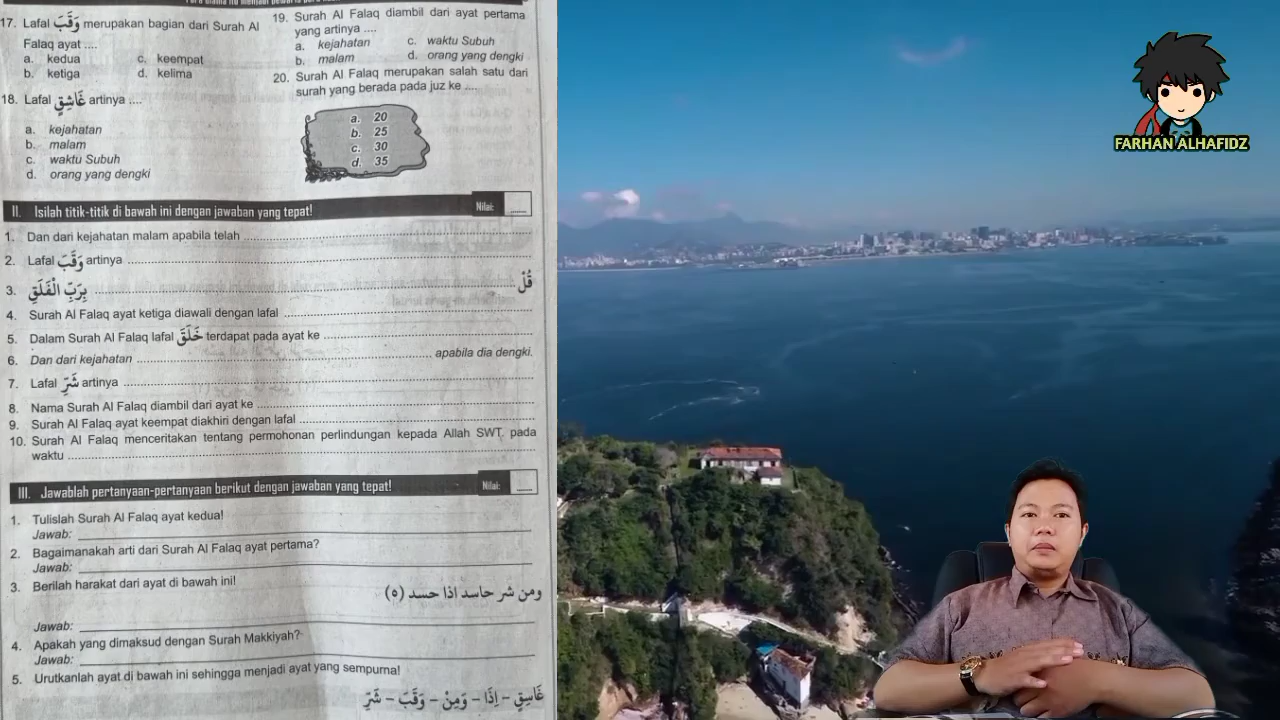 17. Lafal وَقَبَ merupakan bagian dari Surah Al
Falaq ayat ....
a. kedua c. keempat
b. ketiga d. kelima
18. Lafal غَاسِقٍ artinya ....
a. kejahatan
b. malam
c. waktu Subuh
d. orang yang dengki
19. Surah Al Falaq diambil dari ayat pertama
yang artinya ....
a. kejahatan c. waktu Subuh
b. malam d. orang yang dengki
20. Surah Al Falaq merupakan salah satu dari
surah yang berada pada juz ke ....
a. 20
b. 25
c. 30
d. 35
II. Isilah titik-titik di bawah ini dengan jawaban yang tepat! Nilai: ......
1. Dan dari kejahatan malam apabila telah ....................
2. Lafal وَقَبَ artinya ....................
3. قُلْ .................... بِرَبِّ الْفَلَقِ
4. Surah Al Falaq ayat ketiga diawali dengan lafal ....................
5. Dalam Surah Al Falaq lafal خَلَقَ terdapat pada ayat ke ....................
6. Dan dari kejahatan .................... apabila dia dengki.
7. Lafal شَرِّ artinya ....................
8. Nama Surah Al Falaq diambil dari ayat ke ....................
9. Surah Al Falaq ayat keempat diakhiri dengan lafal ....................
10. Surah Al Falaq menceritakan tentang permohonan perlindungan kepada Allah SWT. pada
waktu ....................
III. Jawablah pertanyaan-pertanyaan berikut dengan jawaban yang tepat! Nilai: ____
1. Tulislah Surah Al Falaq ayat kedua!
Jawab: ____________________
2. Bagaimanakah arti dari Surah Al Falaq ayat pertama?
Jawab: ____________________
3. Berilah harakat dari ayat di bawah ini!
ومن شر حاسد اذا حسد (٥)
Jawab: ____________________
4. Apakah yang dimaksud dengan Surah Makkiyah?
Jawab: ____________________
5. Urutkanlah ayat di bawah ini sehingga menjadi ayat yang sempurna!
غَاسِقٍ – اِذَا – وَمِنْ – وَقَبَ – شَرِّ
FARHAN ALHAFIDZ